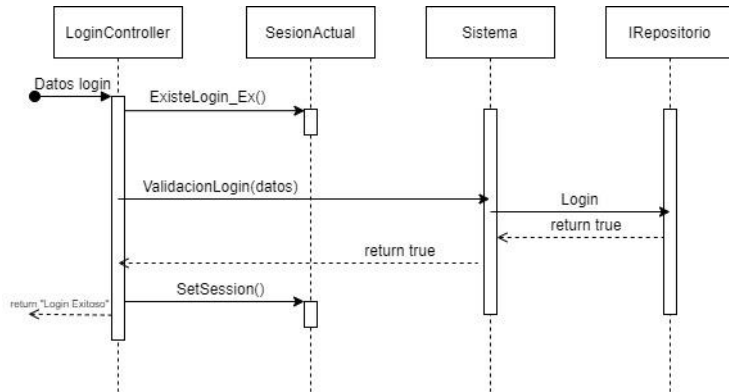 LoginController
SesionActual
Sistema
IRepositorio
Datos login
ExisteLogin_Ex()
ValidacionLogin(datos)
Login
return true
return true
SetSession()
return "Login Exitoso"